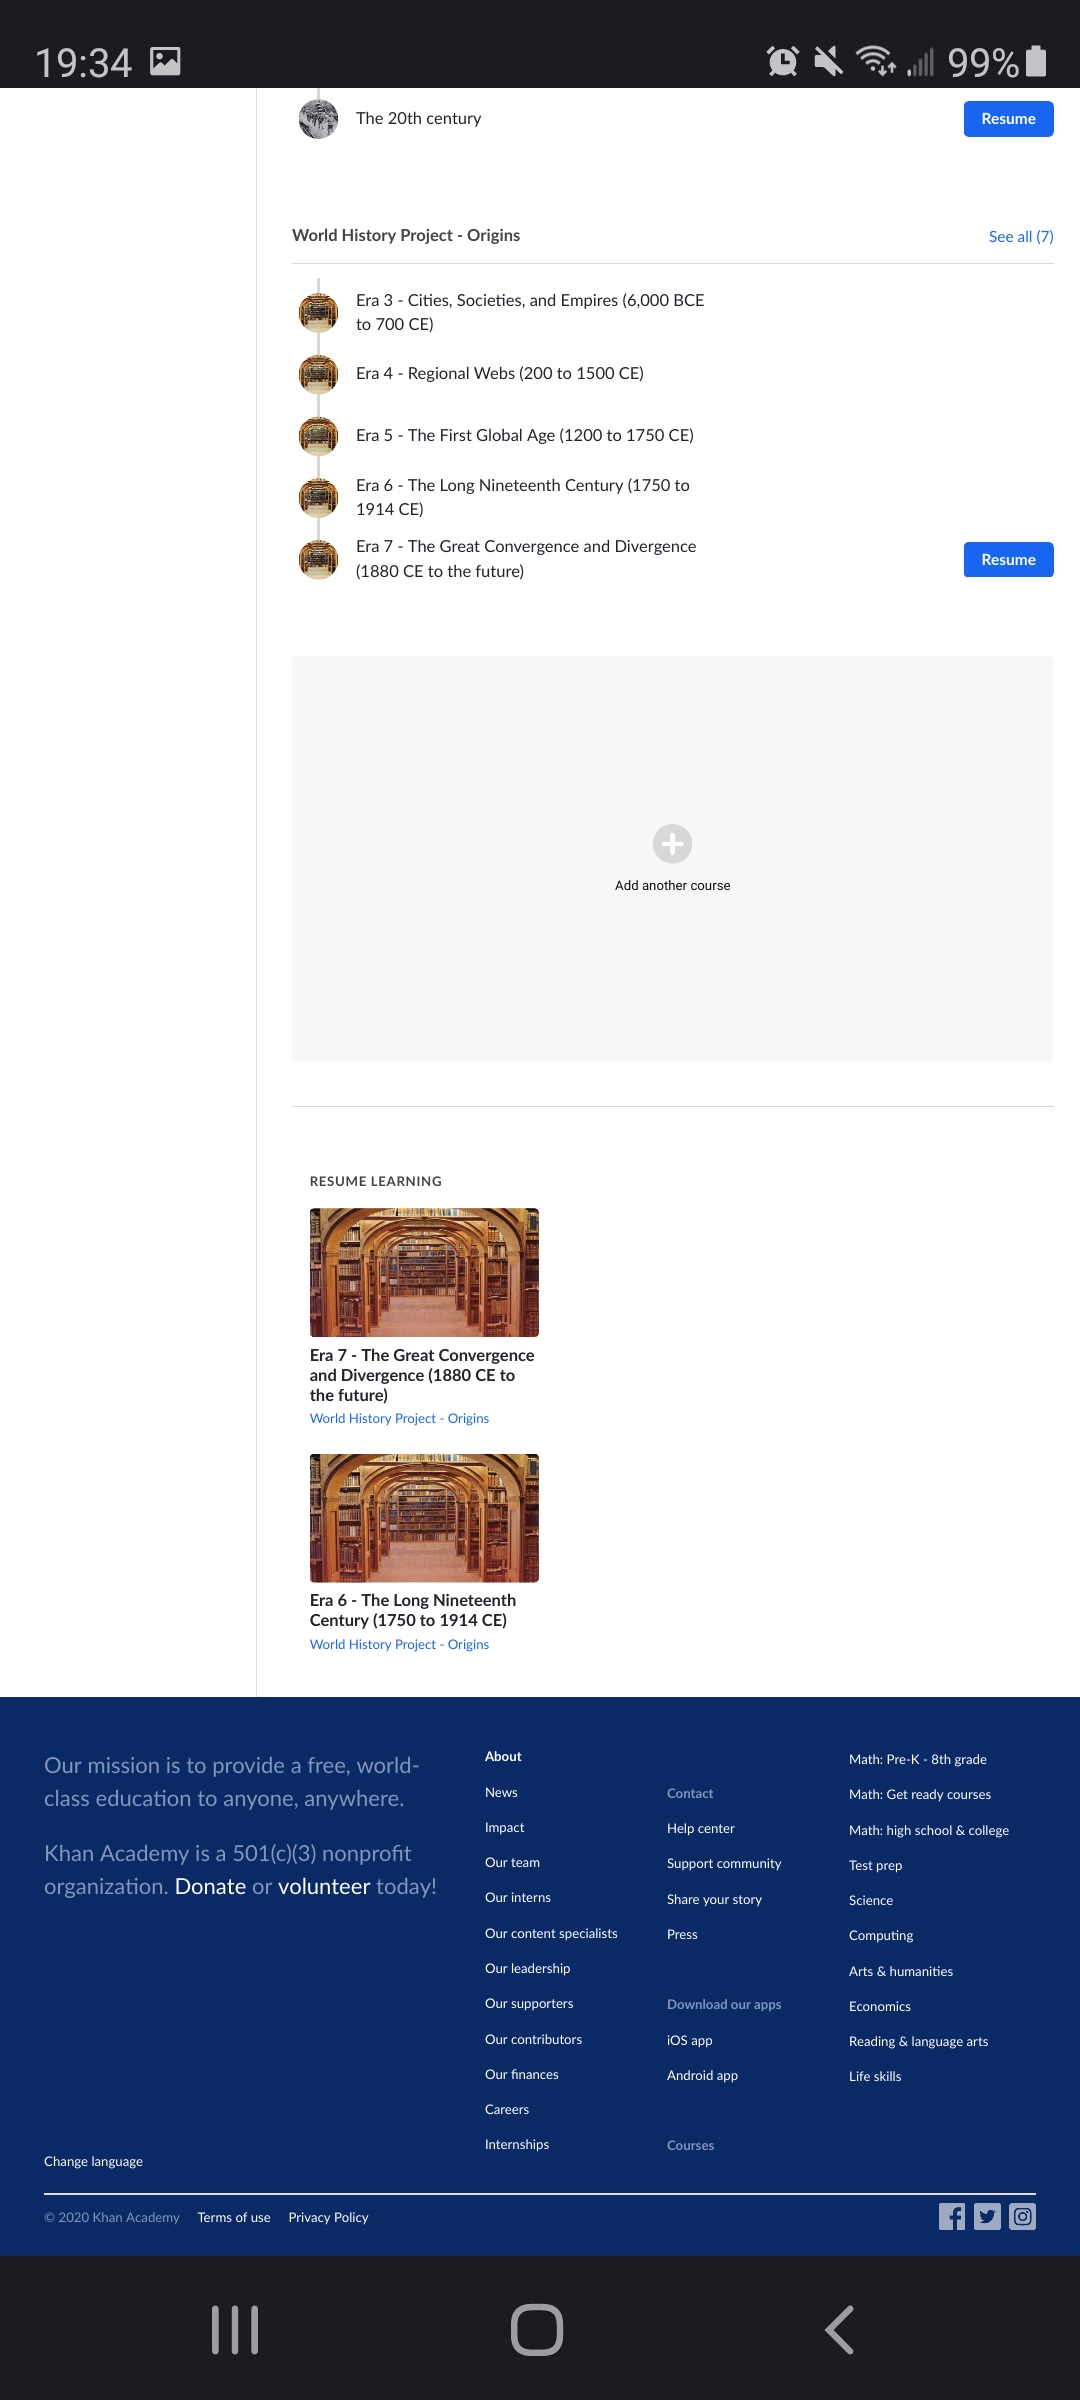 19:34
99%
The 20th century
Resume
World History Project - Origins
See all (7)
Era 3 - Cities, Societies, and Empires (6,000 BCE
to 700 CE)
Era 4 - Regional Webs (200 to 1500 CE)
Era 5 - The First Global Age (1200 to 1750 CE)
Era 6 - The Long Nineteenth Century (1750 to
1914 CE)
Era 7 - The Great Convergence and Divergence
(1880 CE to the future)
Resume
Add another course
RESUME LEARNING
Era 7 - The Great Convergence
and Divergence (1880 CE to
the future)
World History Project - Origins
Era 6 - The Long Nineteenth
Century (1750 to 1914 CE)
World History Project - Origins
Our mission is to provide a free, world-
class education to anyone, anywhere.
Khan Academy is a 501(c)(3) nonprofit
organization. Donate or volunteer today!
About
News
Impact
Our team
Our interns
Our content specialists
Our leadership
Our supporters
Our contributors
Our finances
Careers
Internships
Contact
Help center
Support community
Share your story
Press
Download our apps
iOS app
Android app
Courses
Math: Pre-K - 8th grade
Math: Get ready courses
Math: high school & college
Test prep
Science
Computing
Arts & humanities
Economics
Reading & language arts
Life skills
Change language
© 2020 Khan Academy
Terms of use
Privacy Policy